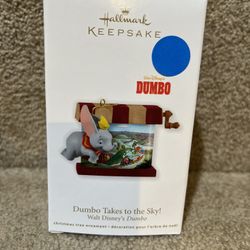 Hallmark
KEEPSAKE
Walt Disney's
DUMBO
Dumbo Takes to the Sky!
Walt Disney's Dumbo
christmas tree ornament • décoration pour l'arbre de noël